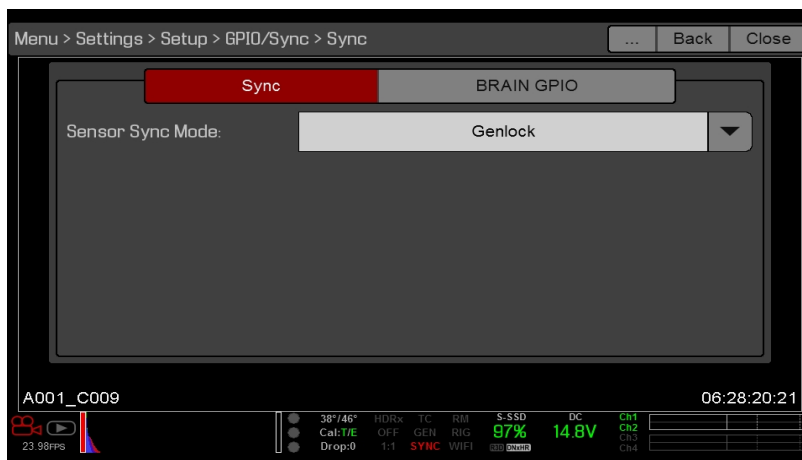 Menu > Settings > Setup > GPIO/Sync > Sync ... Back Close
Sync BRAIN GPIO
Sensor Sync Mode: Genlock
A001_C009 06:28:20:21
38°/46° HDRx TC RM S-SSD DC Ch1
Cal:T/E OFF GEN RIG 97% 14.8V Ch2
Drop:0 1:1 SYNC WIFI DNxHR Ch3
23.98FPS Ch4